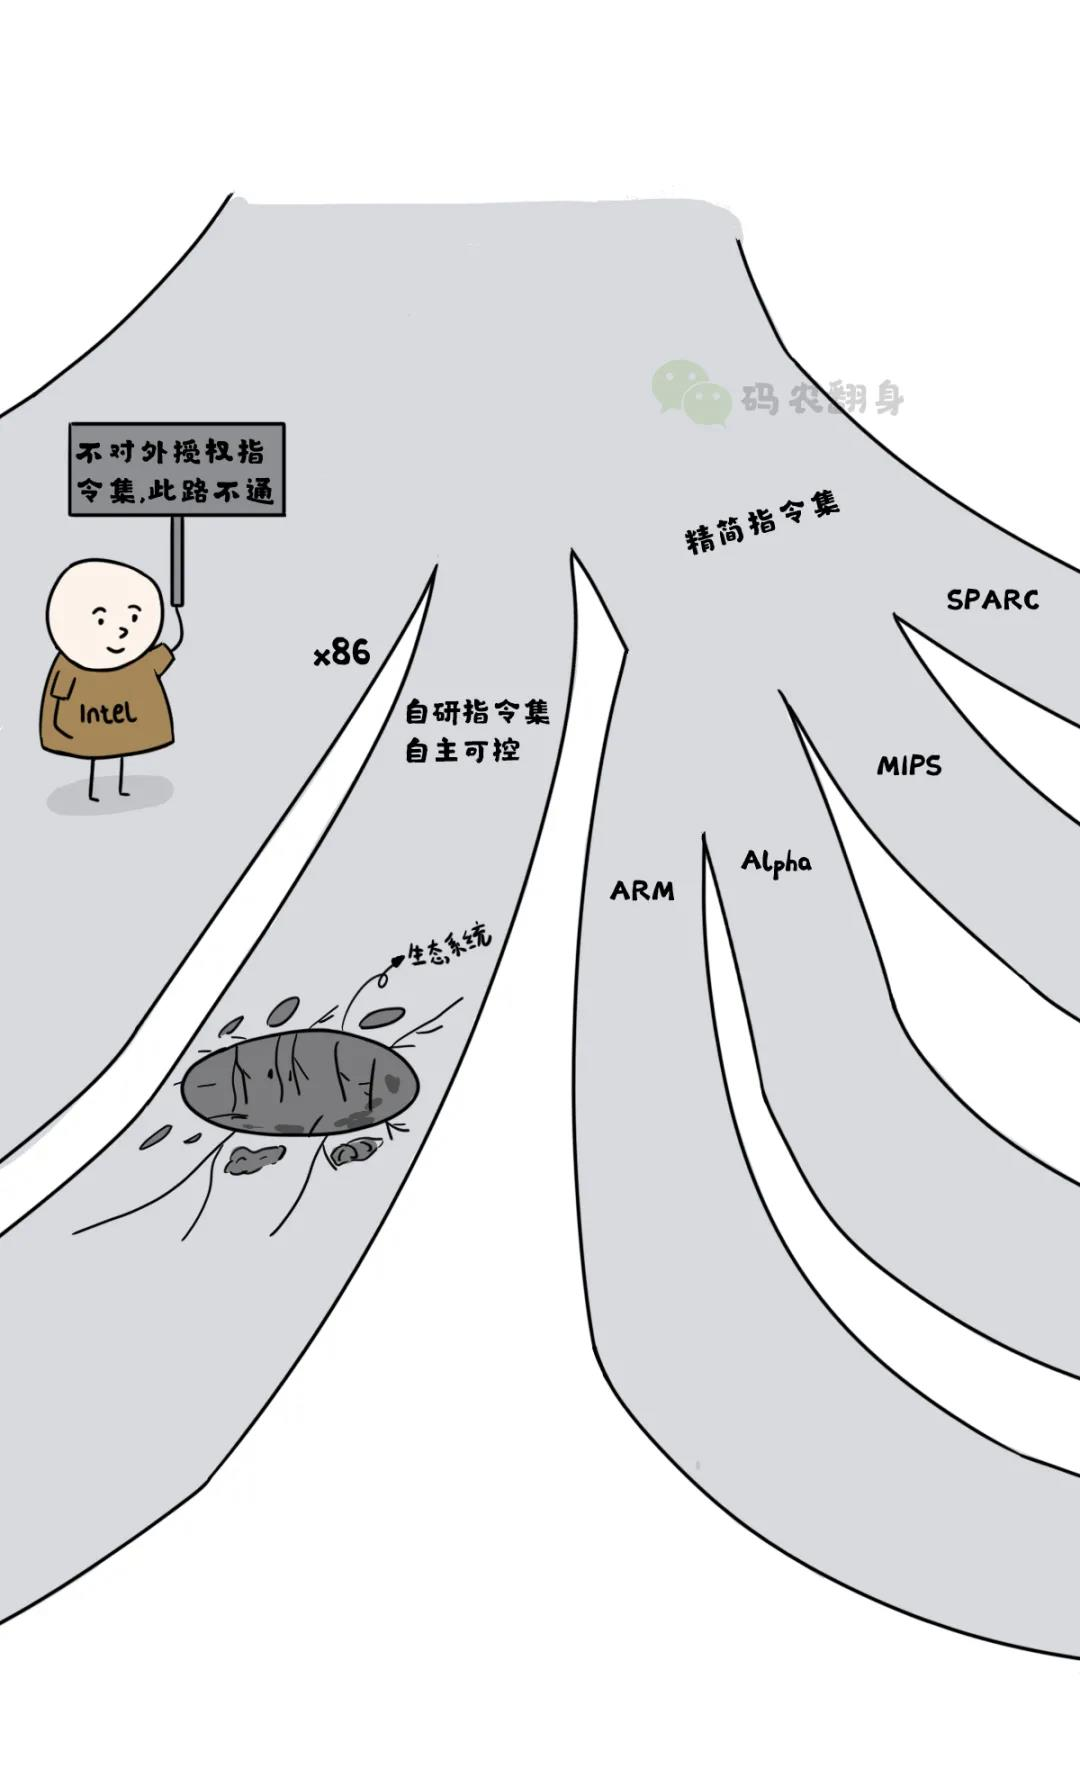 码农翻身
不对外授权指
令集,此路不通
精简指令集
SPARC
x86
Intel
自研指令集
自主可控
MIPS
Alpha
ARM
生态系统